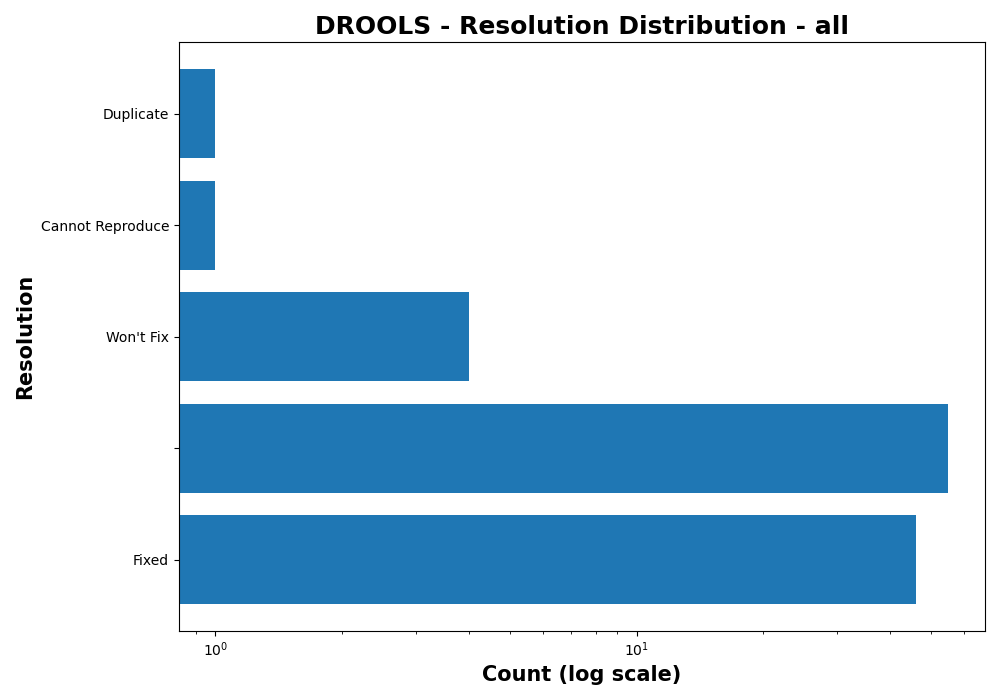 DROOLS - Resolution Distribution - all
Duplicate
Cannot Reproduce
Won't Fix
Fixed
Resolution
10⁰
10¹
Count (log scale)